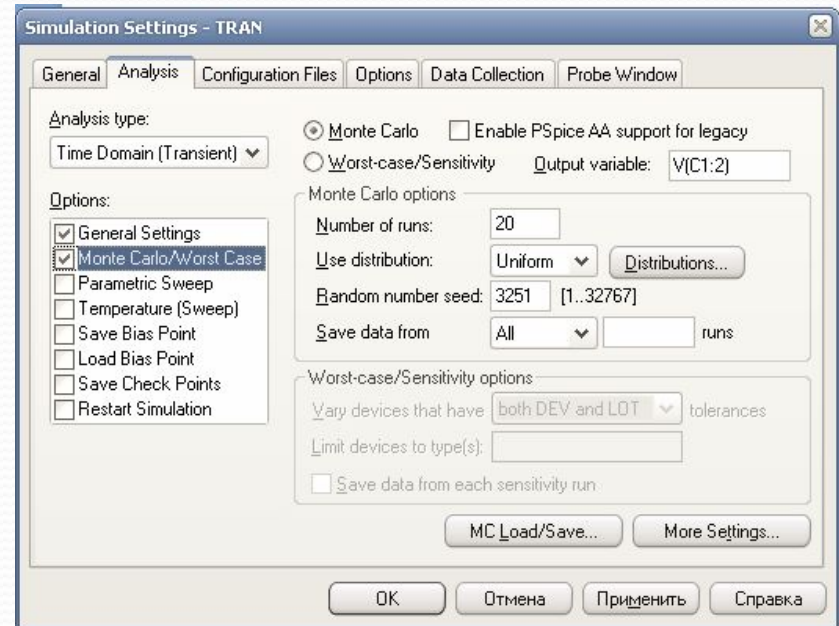 Simulation Settings - TRAN
General Analysis Configuration Files Options Data Collection Probe Window
Analysis type:
Time Domain (Transient)
Options:
General Settings
Monte Carlo/Worst Case
Parametric Sweep
Temperature (Sweep)
Save Bias Point
Load Bias Point
Save Check Points
Restart Simulation
Monte Carlo Enable PSpice AA support for legacy
Worst-case/Sensitivity Output variable: V(C1:2)
Monte Carlo options
Number of runs: 20
Use distribution: Uniform Distributions...
Random number seed: 3251 [1..32767]
Save data from All runs
Worst-case/Sensitivity options
Vary devices that have both DEV and LOT tolerances
Limit devices to type(s):
Save data from each sensitivity run
MC Load/Save... More Settings...
OK Отмена Применить Справка